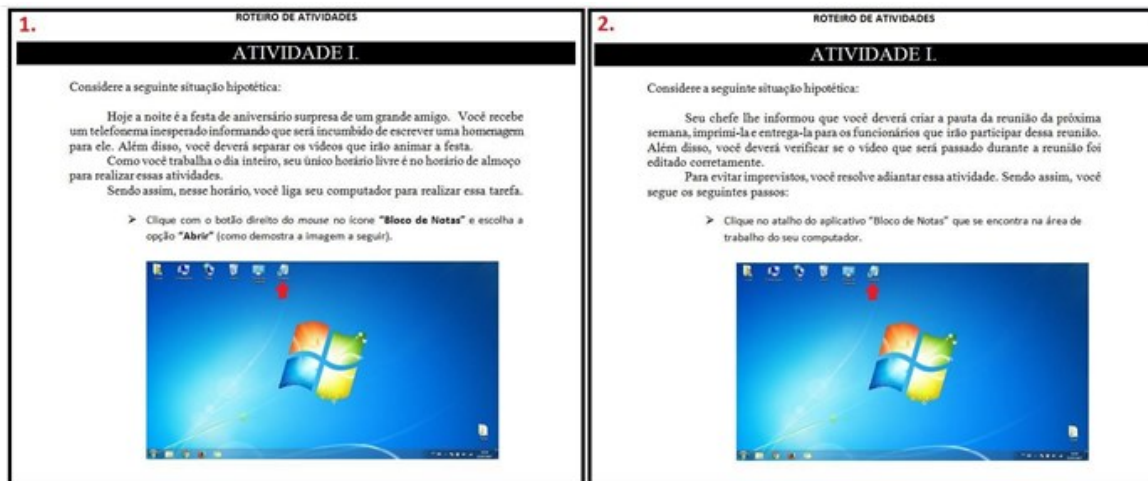 1.
ROTEIRO DE ATIVIDADES
ATIVIDADE I.
Considere a seguinte situação hipotética:
Hoje a noite é a festa de aniversário surpresa de um grande amigo. Você recebe
um telefonema inesperado informando que será incumbido de escrever uma homenagem
para ele. Além disso, você deverá separar os vídeos que irão animar a festa.
Como você trabalha o dia inteiro, seu único horário livre é no horário de almoço
para realizar essas atividades.
Sendo assim, nesse horário, você liga seu computador para realizar essa tarefa.
➢ Clique com o botão direito do mouse no ícone "Bloco de Notas" e escolha a
opção "Abrir" (como demostra a imagem a seguir).
2.
ROTEIRO DE ATIVIDADES
ATIVIDADE I.
Considere a seguinte situação hipotética:
Seu chefe lhe informou que você deverá criar a pauta da reunião da próxima
semana, imprimi-la e entrega-la para os funcionários que irão participar dessa reunião.
Além disso, você deverá verificar se o vídeo que será passado durante a reunião foi
editado corretamente.
Para evitar imprevistos, você resolve adiantar essa atividade. Sendo assim, você
segue os seguintes passos:
➢ Clique no atalho do aplicativo "Bloco de Notas" que se encontra na área de
trabalho do seu computador.